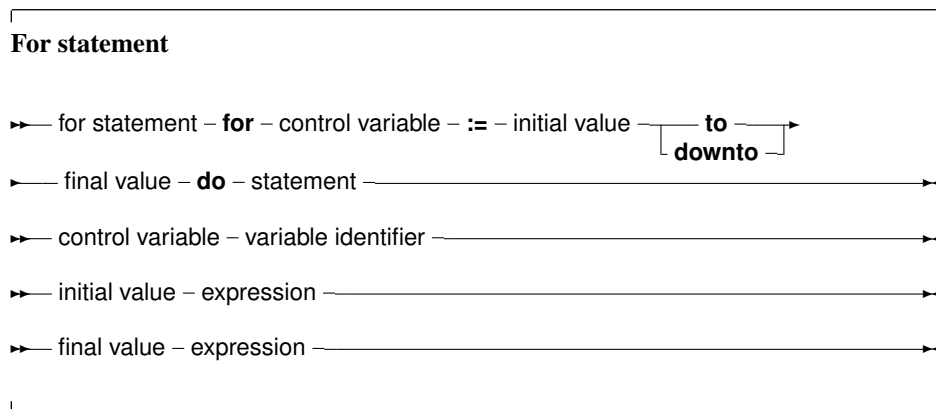 For statement
for statement – for – control variable – := – initial value – to –
downto –
final value – do – statement –
control variable – variable identifier –
initial value – expression –
final value – expression –